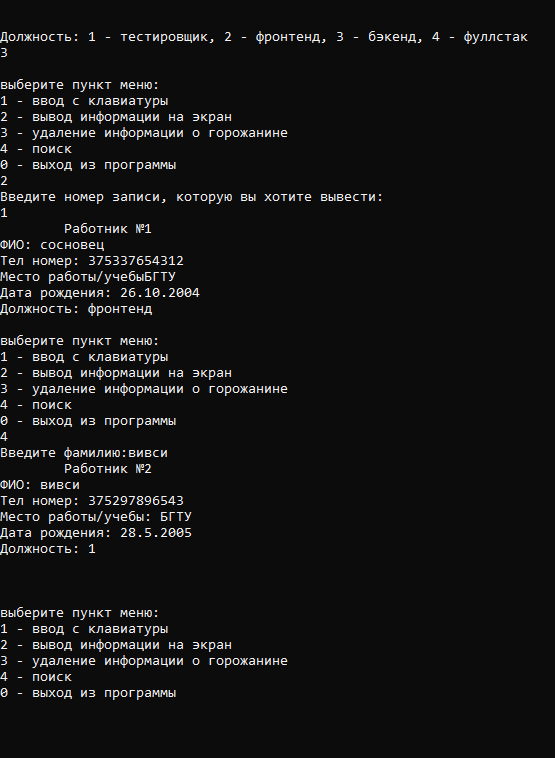 Должность: 1 - тестировщик, 2 - фронтенд, 3 - бэкенд, 4 - фуллстак
3
выберите пункт меню:
1 - ввод с клавиатуры
2 - вывод информации на экран
3 - удаление информации о горожанине
4 - поиск
0 - выход из программы
2
Введите номер записи, которую вы хотите вывести:
1
Работник №1
ФИО: сосновец
Тел номер: 375337654312
Место работы/учебыБГТУ
Дата рождения: 26.10.2004
Должность: фронтенд
выберите пункт меню:
1 - ввод с клавиатуры
2 - вывод информации на экран
3 - удаление информации о горожанине
4 - поиск
0 - выход из программы
4
Введите фамилию:вивси
Работник №2
ФИО: вивси
Тел номер: 375297896543
Место работы/учебы: БГТУ
Дата рождения: 28.5.2005
Должность: 1
выберите пункт меню:
1 - ввод с клавиатуры
2 - вывод информации на экран
3 - удаление информации о горожанине
4 - поиск
0 - выход из программы